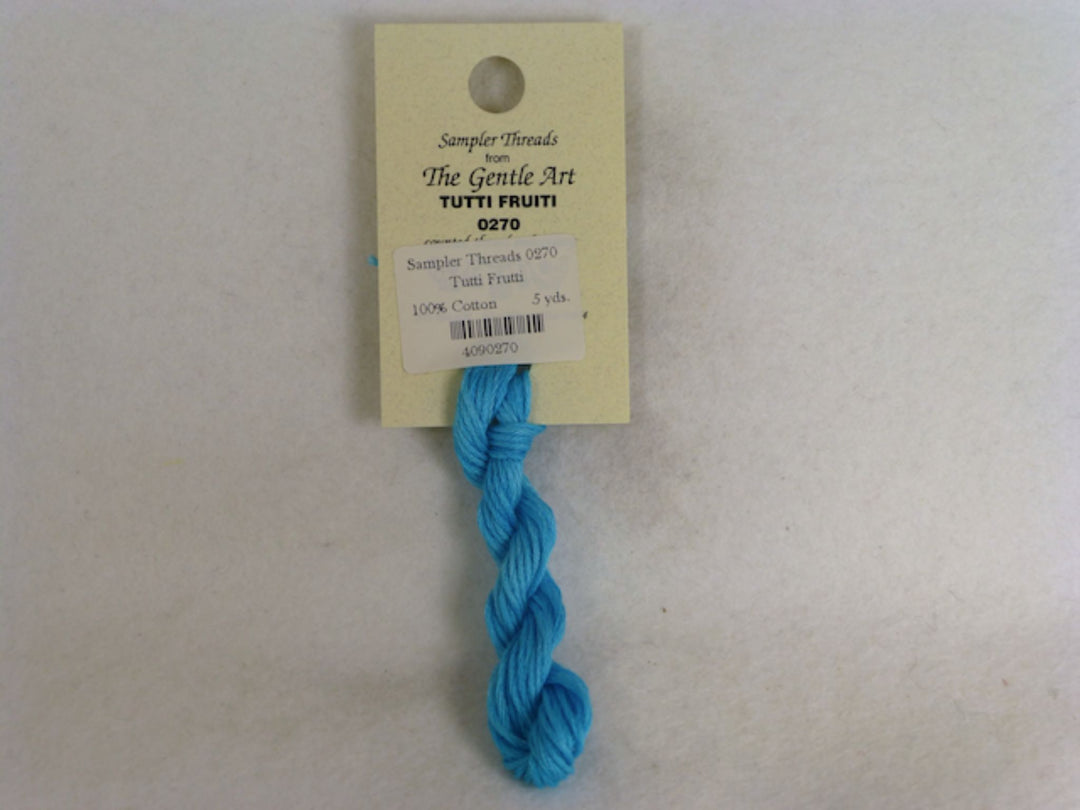 Sampler Threads
from
The Gentle Art
TUTTI FRUITI
0270
Sampler Threads 0270
Tutti Frutti
100% Cotton 5 yds.
4090270